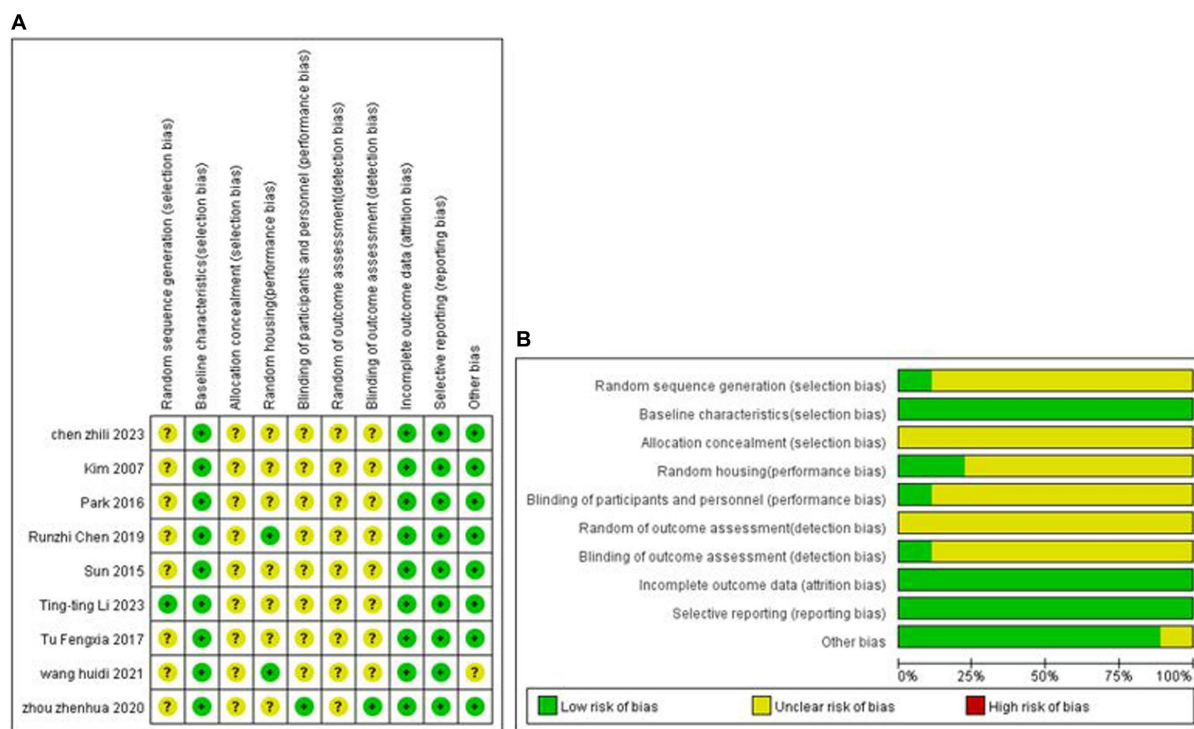 A
Random sequence generation (selection bias)
Baseline characteristics(selection bias)
Allocation concealment (selection bias)
Random housing(performance bias)
Blinding of participants and personnel (performance bias)
Random of outcome assessment(detection bias)
Blinding of outcome assessment (detection bias)
Incomplete outcome data (attrition bias)
Selective reporting (reporting bias)
Other bias
chen zhili 2023 ? + ? ? ? ? ? + + +
Kim 2007 ? + ? ? ? ? ? + + +
Park 2016 ? + ? ? ? ? ? + + +
Runzhi Chen 2019 ? + ? + ? ? ? + + +
Sun 2015 ? + ? ? ? ? ? + + +
Ting-ting Li 2023 + + ? ? ? ? ? + + +
Tu Fengxia 2017 ? + ? ? ? ? ? + + +
wang huidi 2021 ? + ? + ? ? ? + + ?
zhou zhenhua 2020 ? + ? ? + ? + + + +
B
Random sequence generation (selection bias)
Baseline characteristics(selection bias)
Allocation concealment (selection bias)
Random housing(performance bias)
Blinding of participants and personnel (performance bias)
Random of outcome assessment(detection bias)
Blinding of outcome assessment (detection bias)
Incomplete outcome data (attrition bias)
Selective reporting (reporting bias)
Other bias
0% 25% 50% 75% 100%
Low risk of bias Unclear risk of bias High risk of bias